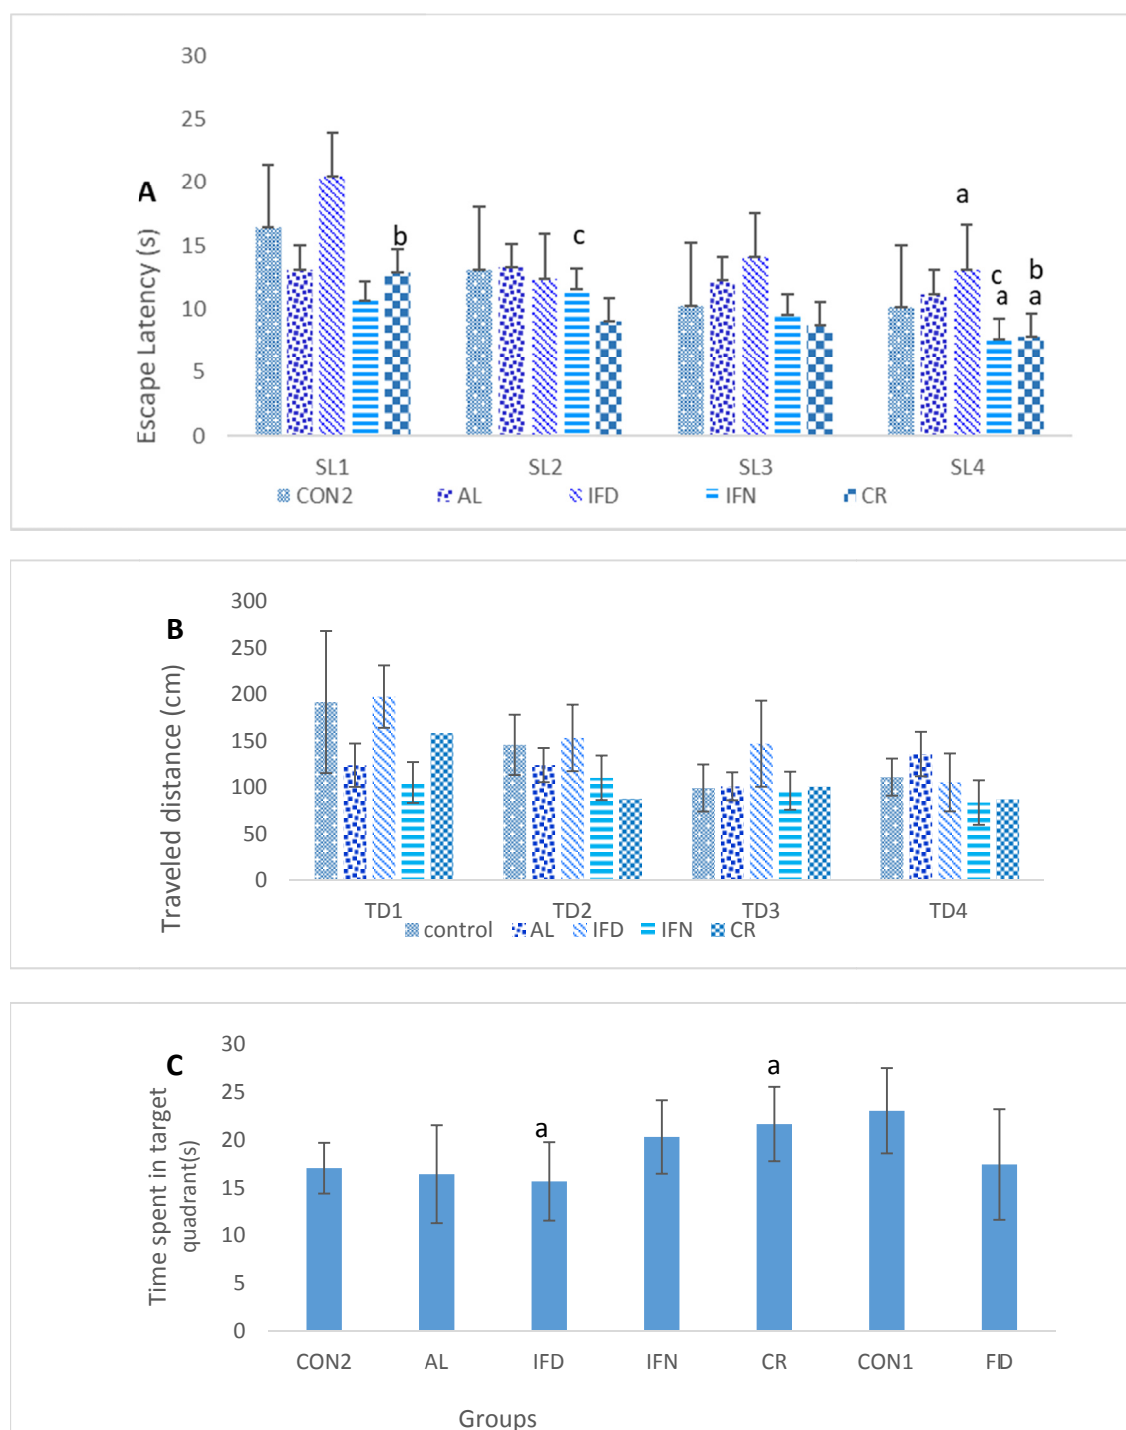 A
Escape Latency (s)
30
25
20
15
10
5
0
b
c
a
c
a
b
a
SL1 SL2 SL3 SL4
CON2 AL IFD IFN CR
B
Traveled distance (cm)
300
250
200
150
100
50
0
TD1 TD2 TD3 TD4
control AL IFD IFN CR
C
Time spent in target
quadrant(s)
30
25
20
15
10
5
0
a
a
CON2 AL IFD IFN CR CON1 FID
Groups